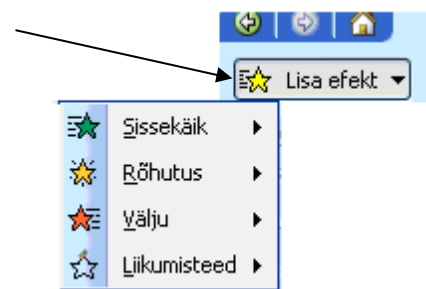 Lisa efekt
Sissekäik
Rõhutus
Välju
Liikumisteed